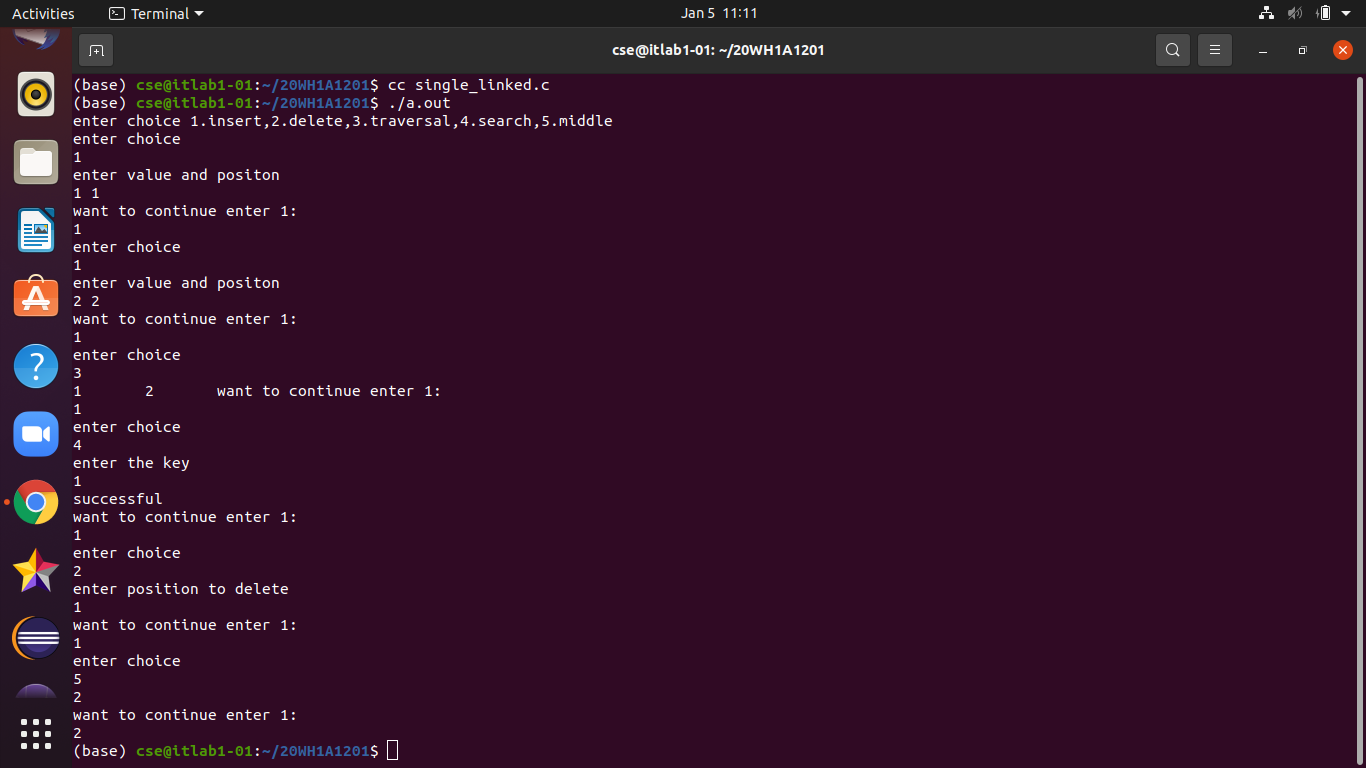 Activities Terminal Jan 5 11:11
cse@itlab1-01: ~/20WH1A1201
(base) cse@itlab1-01:~/20WH1A1201$ cc single_linked.c
(base) cse@itlab1-01:~/20WH1A1201$ ./a.out
enter choice 1.insert,2.delete,3.traversal,4.search,5.middle
enter choice
1
enter value and positon
1 1
want to continue enter 1:
1
enter choice
1
enter value and positon
2 2
want to continue enter 1:
1
enter choice
3
1       2       want to continue enter 1:
1
enter choice
4
enter the key
1
successful
want to continue enter 1:
1
enter choice
2
enter position to delete
1
want to continue enter 1:
1
enter choice
5
2
want to continue enter 1:
2
(base) cse@itlab1-01:~/20WH1A1201$